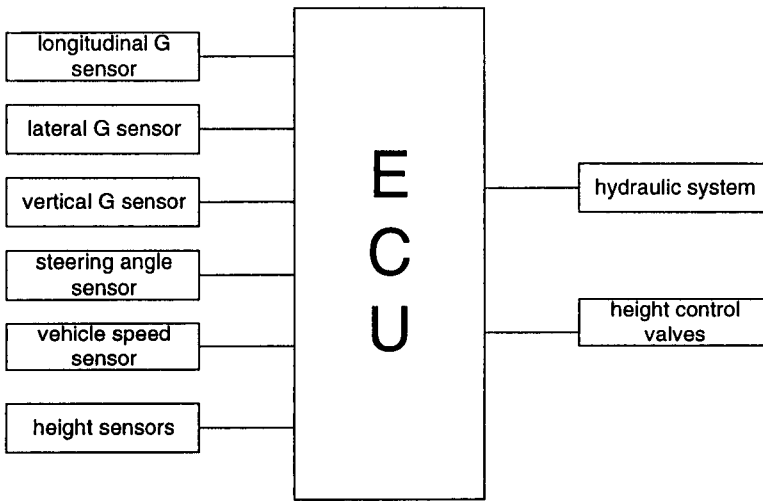 longitudinal G
sensor
lateral G sensor
vertical G sensor
steering angle
sensor
vehicle speed
sensor
height sensors
E
C
U
hydraulic system
height control
valves